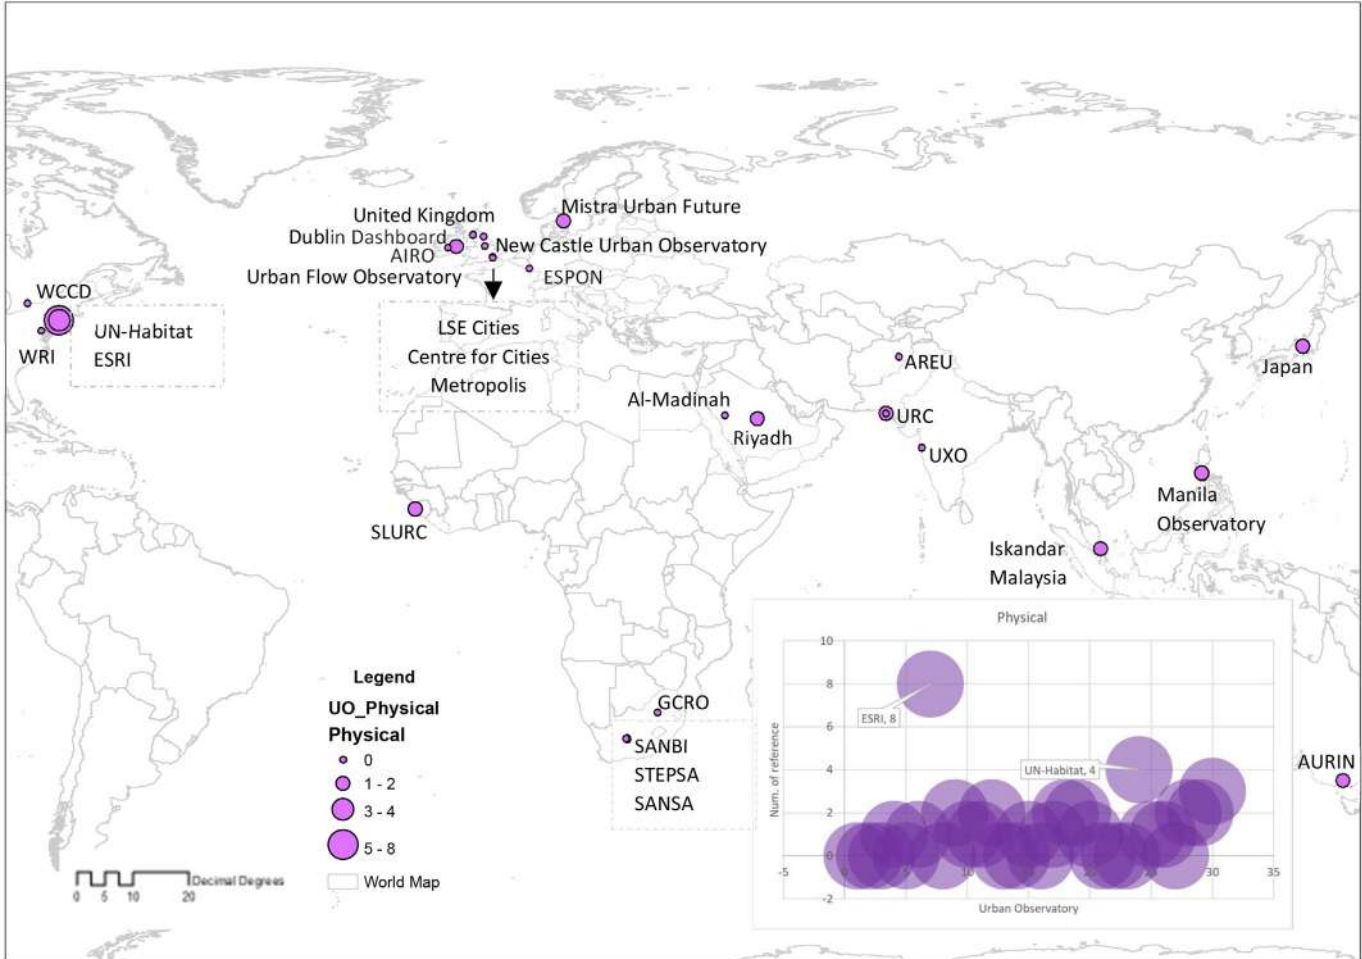 United Kingdom
Mistra Urban Future
Dublin Dashboard
New Castle Urban Observatory
AIRO
Urban Flow Observatory
ESPON
WCCD
UN-Habitat
ESRI
WRI
LSE Cities
Centre for Cities
Metropolis
AREU
Japan
Al-Madinah
Riyadh
URC
UXO
Manila
Observatory
SLURC
Iskandar
Malaysia
GCRO
SANBI
STEPSA
SANSA
AURIN
Legend
UO_Physical
Physical
0
1 - 2
3 - 4
5 - 8
World Map
Decimal Degrees
0 5 10 20
Physical
10
8
6
4
2
0
-2
ESRI, 8
UN-Habitat, 4
Num. of reference
-5 5 10 15 20 25 30 35
Urban Observatory